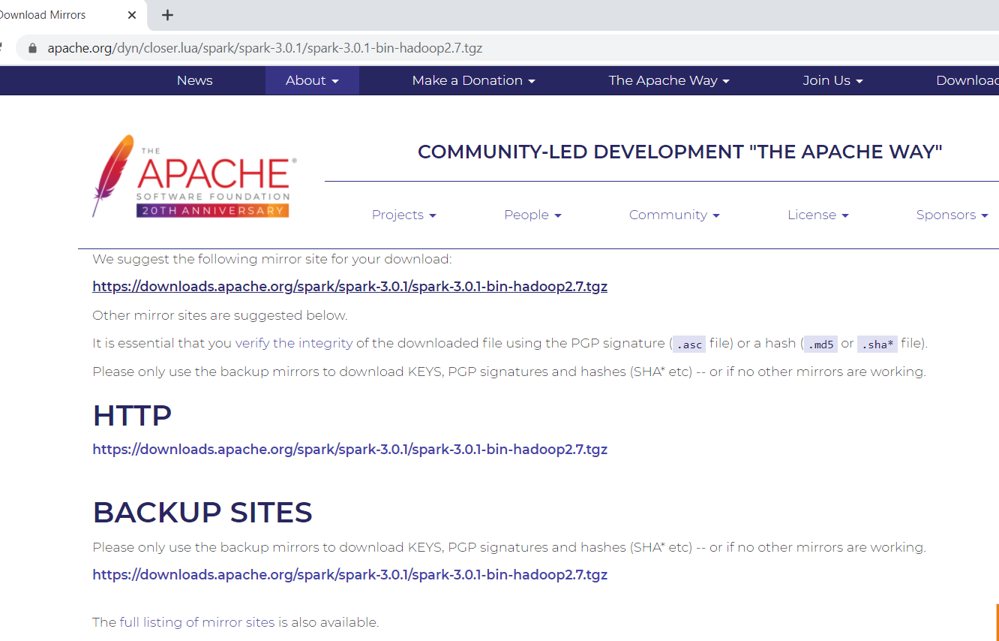 Download Mirrors
apache.org/dyn/closer.lua/spark/spark-3.0.1/spark-3.0.1-bin-hadoop2.7.tgz
News About Make a Donation The Apache Way Join Us Download
THE
APACHE®
SOFTWARE FOUNDATION
20TH ANNIVERSARY
COMMUNITY-LED DEVELOPMENT "THE APACHE WAY"
Projects People Community License Sponsors
We suggest the following mirror site for your download:
https://downloads.apache.org/spark/spark-3.0.1/spark-3.0.1-bin-hadoop2.7.tgz
Other mirror sites are suggested below.
It is essential that you verify the integrity of the downloaded file using the PGP signature ( .asc file) or a hash ( .md5 or .sha* file).
Please only use the backup mirrors to download KEYS, PGP signatures and hashes (SHA* etc) -- or if no other mirrors are working.
HTTP
https://downloads.apache.org/spark/spark-3.0.1/spark-3.0.1-bin-hadoop2.7.tgz
BACKUP SITES
Please only use the backup mirrors to download KEYS, PGP signatures and hashes (SHA* etc) -- or if no other mirrors are working.
https://downloads.apache.org/spark/spark-3.0.1/spark-3.0.1-bin-hadoop2.7.tgz
The full listing of mirror sites is also available.